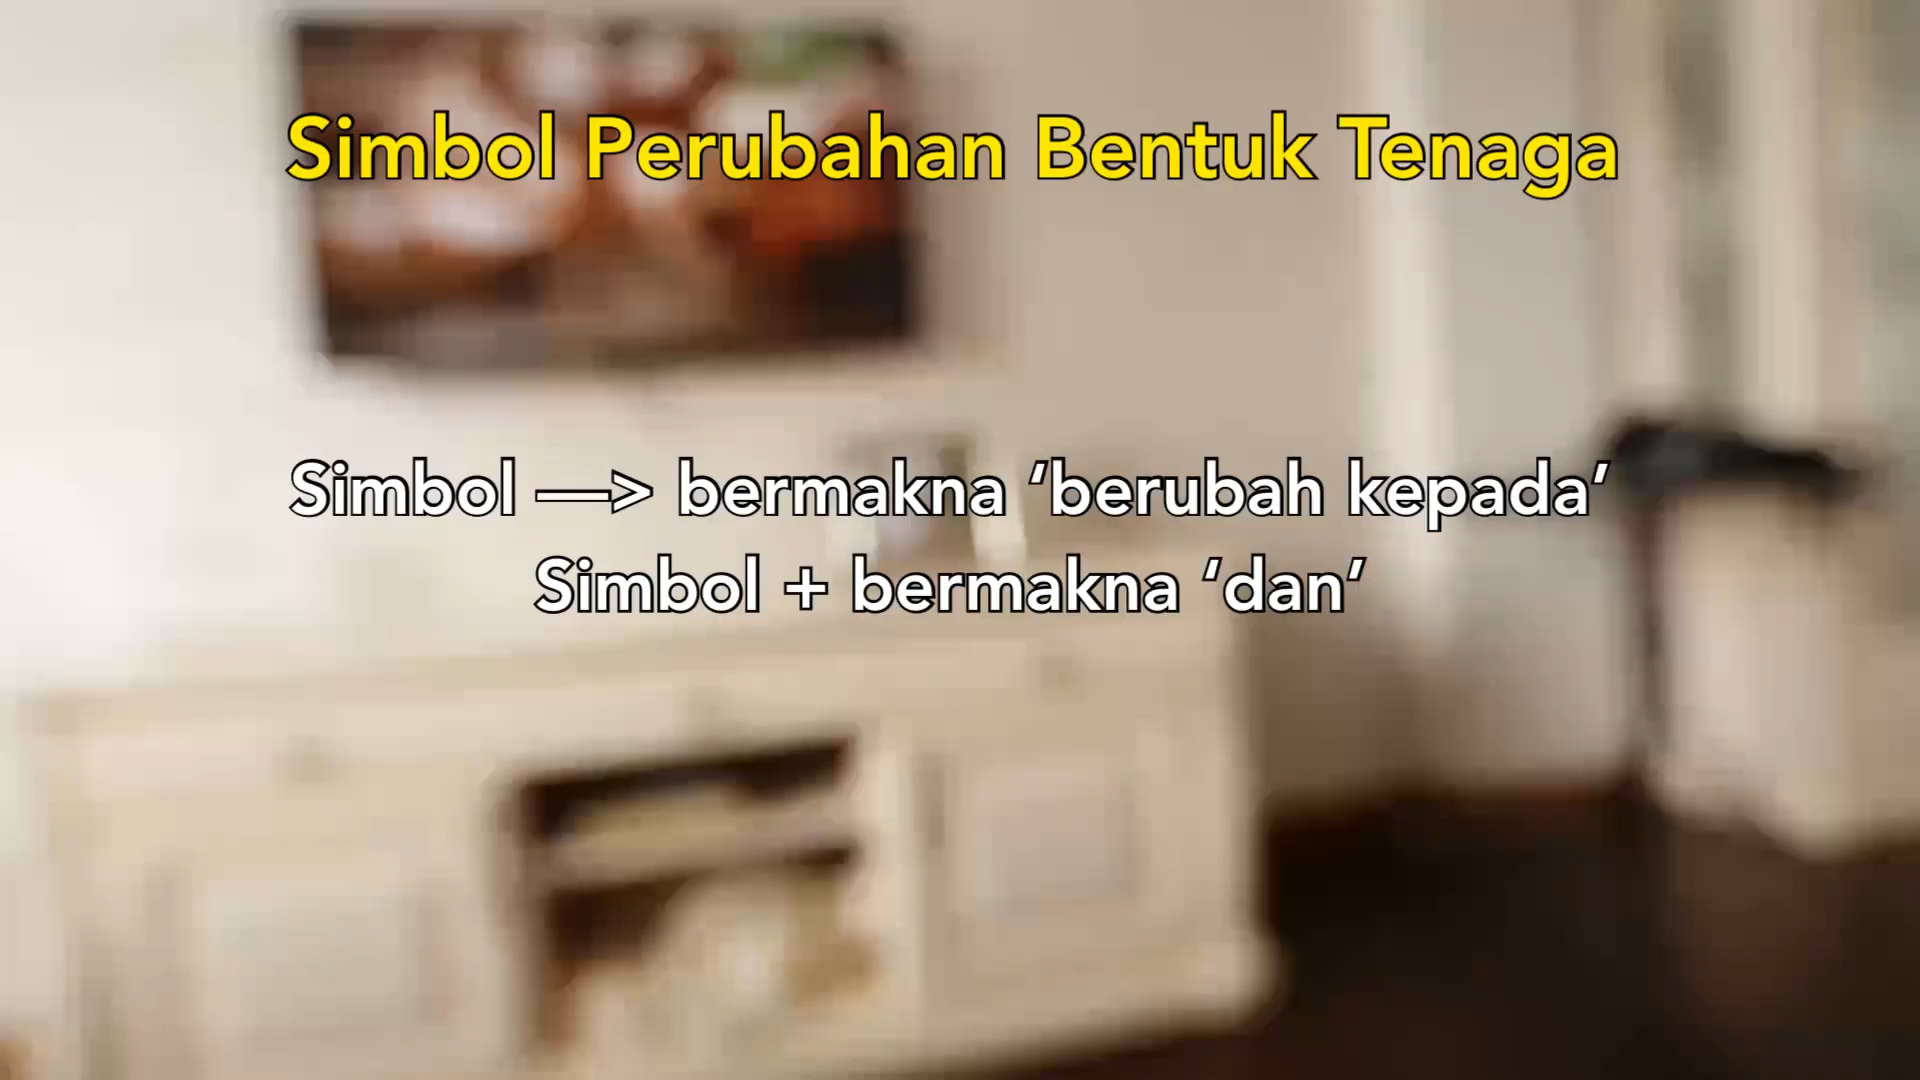 Simbol Perubahan Bentuk Tenaga
Simbol —> bermakna ‘berubah kepada’
Simbol + bermakna ’dan’